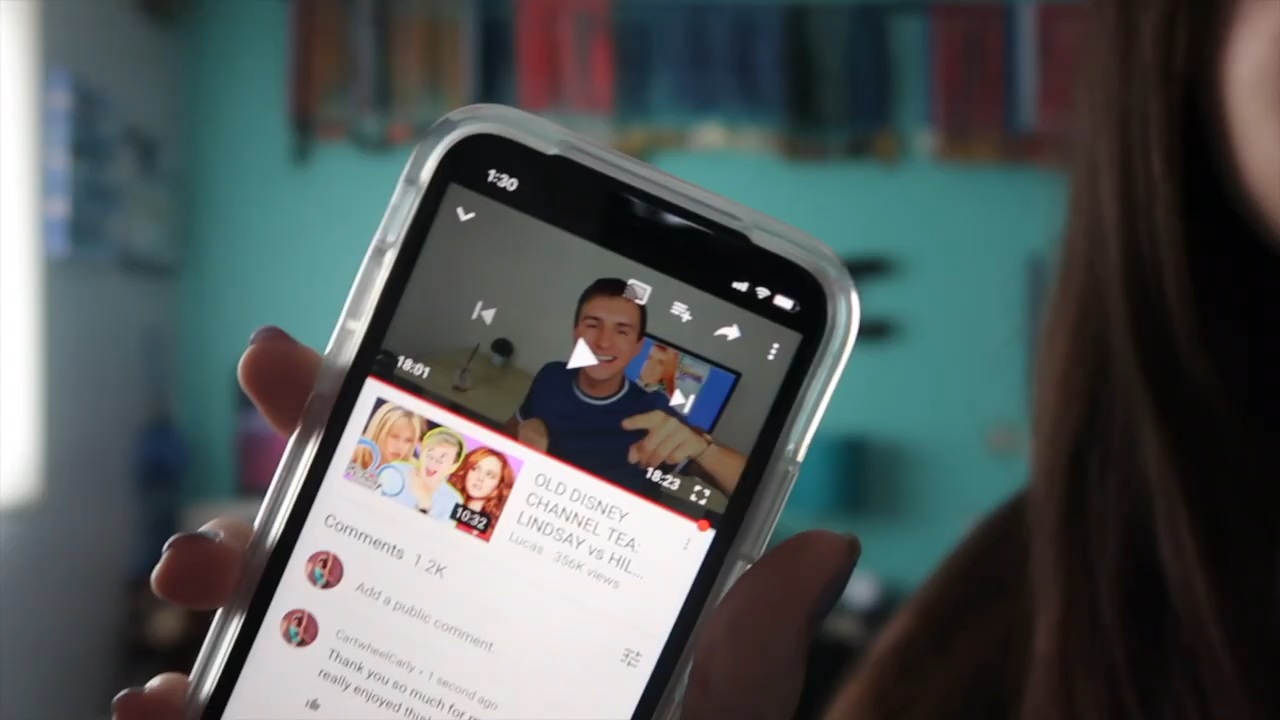 1:30
18:01
18:23
10:32
OLD DISNEY
CHANNEL TEA:
LINDSAY vs HIL...
Lucas 356K views
Comments 1.2K
Add a public comment...
CartwheelCarly • 1 second ago
Thank you so much for
really enjoyed this